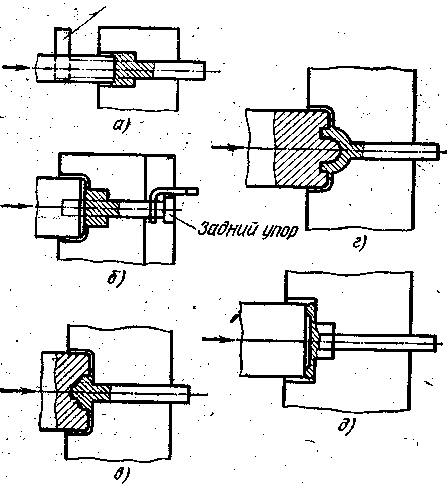 а)
г)
Задний упор
б)
в)
д)